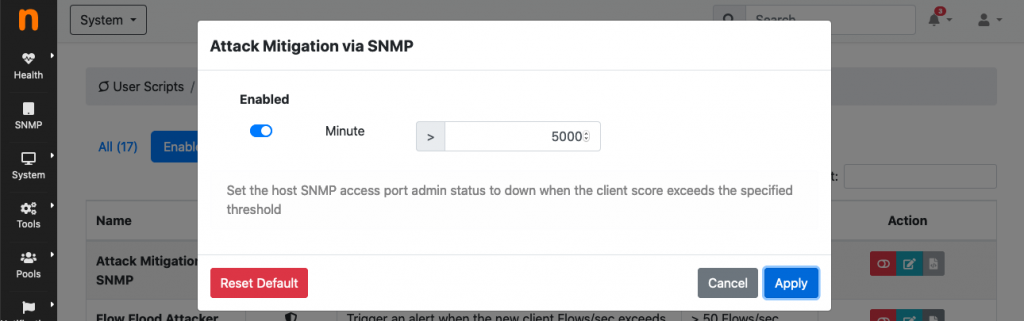 n
System
Search
3
Attack Mitigation via SNMP
Health
User Scripts /
Enabled
Minute
>
5000
SNMP
All (17)
Enabl
System
t:
Set the host SNMP access port admin status to down when the client score exceeds the specified
threshold
Tools
Name
Action
Pools
Attack Mitigation
SNMP
Reset Default
Cancel
Apply
Flow Flood Attacker
Trigger an alert when the new client Flows/sec exceeds
> 50 Flows/sec